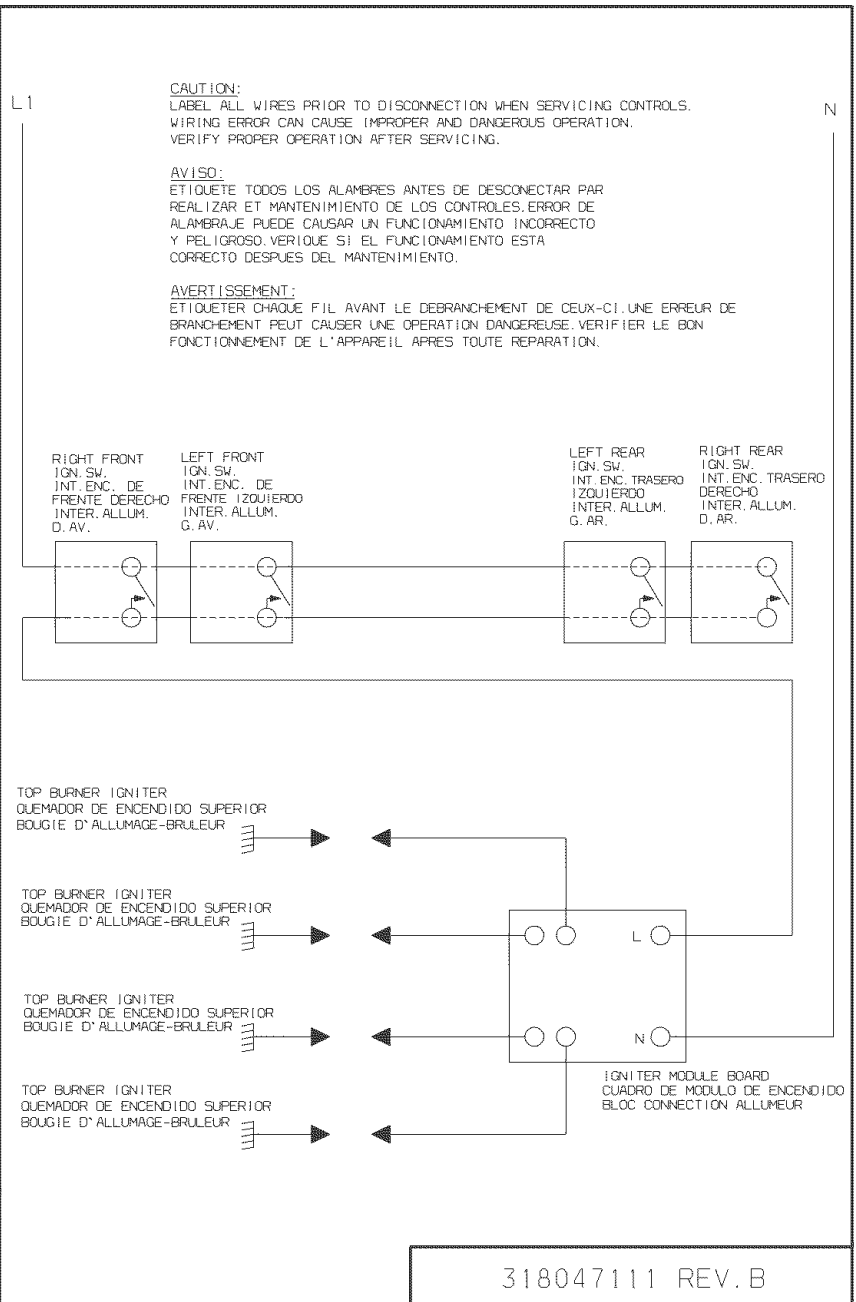 L1
N
CAUTION:
LABEL ALL WIRES PRIOR TO DISCONNECTION WHEN SERVICING CONTROLS.
WIRING ERROR CAN CAUSE IMPROPER AND DANGEROUS OPERATION.
VERIFY PROPER OPERATION AFTER SERVICING.
AVISO:
ETIQUETE TODOS LOS ALAMBRES ANTES DE DESCONECTAR PAR
REALIZAR ET MANTENIMIENTO DE LOS CONTROLES.ERROR DE
ALAMBRAJE PUEDE CAUSAR UN FUNCIONAMIENTO INCORRECTO
Y PELIGROSO.VERIQUE SI EL FUNCIONAMIENTO ESTA
CORRECTO DESPUES DEL MANTENIMIENTO.
AVERTISSEMENT:
ETIQUETER CHAQUE FIL AVANT LE DEBRANCHEMENT DE CEUX-CI.UNE ERREUR DE
BRANCHEMENT PEUT CAUSER UNE OPERATION DANGEREUSE.VERIFIER LE BON
FONCTIONNEMENT DE L'APPAREIL APRES TOUTE REPARATION.
RIGHT FRONT
IGN.SW.
INT.ENC. DE
FRENTE DERECHO
INTER.ALLUM.
D.AV.
LEFT FRONT
IGN.SW.
INT.ENC. DE
FRENTE IZQUIERDO
INTER.ALLUM.
G.AV.
LEFT REAR
IGN.SW.
INT.ENC.TRASERO
IZQUIERDO
INTER.ALLUM.
G.AR.
RIGHT REAR
IGN.SW.
INT.ENC.TRASERO
DERECHO
INTER.ALLUM.
D.AR.
TOP BURNER IGNITER
QUEMADOR DE ENCENDIDO SUPERIOR
BOUGIE D'ALLUMAGE-BRULEUR
TOP BURNER IGNITER
QUEMADOR DE ENCENDIDO SUPERIOR
BOUGIE D'ALLUMAGE-BRULEUR
L
TOP BURNER IGNITER
QUEMADOR DE ENCENDIDO SUPERIOR
BOUGIE D'ALLUMAGE-BRULEUR
N
IGNITER MODULE BOARD
CUADRO DE MODULO DE ENCENDIDO
BLOC CONNECTION ALLUMEUR
TOP BURNER IGNITER
QUEMADOR DE ENCENDIDO SUPERIOR
BOUGIE D'ALLUMAGE-BRULEUR
318047111 REV.B